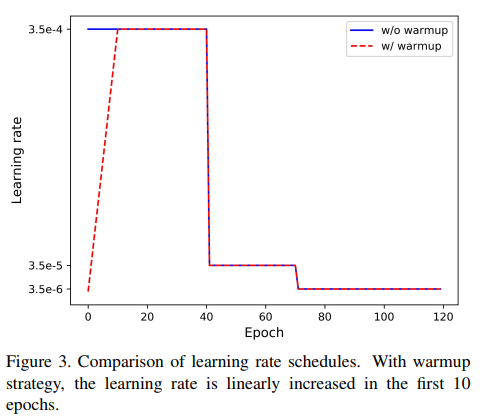 3.5e-4
w/o warmup
w/ warmup
Learning rate
3.5e-5
3.5e-6
0 20 40 60 80 100 120
Epoch
Figure 3. Comparison of learning rate schedules. With warmup
strategy, the learning rate is linearly increased in the first 10
epochs.